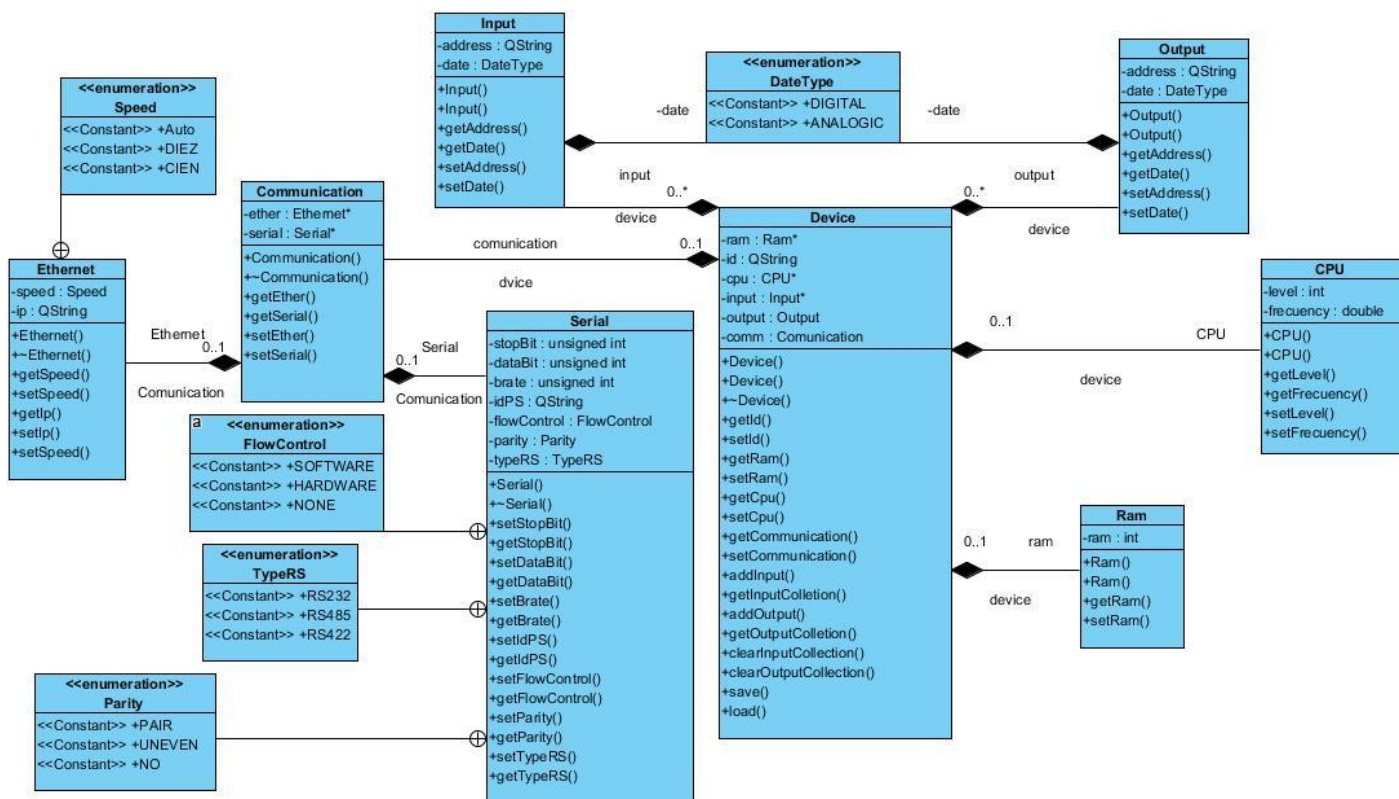 Input
-address : QString
-date : DateType
+Input()
+Input()
+getAddress()
+getDate()
+setAddress()
+setDate()
<<enumeration>>
DateType
<<Constant>> +DIGITAL
<<Constant>> +ANALOGIC
-date
-date
Output
-address : QString
-date : DateType
+Output()
+Output()
+getAddress()
+getDate()
+setAddress()
+setDate()
<<enumeration>>
Speed
<<Constant>> +Auto
<<Constant>> +DIEZ
<<Constant>> +CIEN
input
0..*
device
output
0..*
device
Communication
-ether : Ethernet*
-serial : Serial*
+Communication()
+~Communication()
+getEther()
+getSerial()
+setEther()
+setSerial()
comunication
0..1
dvice
Device
-ram : Ram*
-id : QString
-cpu : CPU*
-input : Input*
-output : Output
-comm : Comunication
+Device()
+Device()
+~Device()
+getId()
+setId()
+getRam()
+setRam()
+getCpu()
+setCpu()
+getCommunication()
+setCommunication()
+addInput()
+getInputColletion()
+addOutput()
+getOutputColletion()
+clearInputCollection()
+clearOutputCollection()
+save()
+load()
Ethernet
-speed : Speed
-ip : QString
+Ethernet()
+~Ethernet()
+getSpeed()
+setSpeed()
+getIp()
+setIp()
+setSpeed()
Ethemet
0..1
Comunication
Serial
0..1
Comunication
Serial
-stopBit : unsigned int
-dataBit : unsigned int
-brate : unsigned int
-idPS : QString
-flowControl : FlowControl
-parity : Parity
-typeRS : TypeRS
+Serial()
+~Serial()
+setStopBit()
+getStopBit()
+setDataBit()
+getDataBit()
+setBrate()
+getBrate()
+setIdPS()
+getIdPS()
+setFlowControl()
+getFlowControl()
+setParity()
+getParity()
+setTypeRS()
+getTypeRS()
CPU
-level : int
-frecuency : double
+CPU()
+CPU()
+getLevel()
+getFrecuency()
+setLevel()
+setFrecuency()
0..1
CPU
device
a
<<enumeration>>
FlowControl
<<Constant>> +SOFTWARE
<<Constant>> +HARDWARE
<<Constant>> +NONE
<<enumeration>>
TypeRS
<<Constant>> +RS232
<<Constant>> +RS485
<<Constant>> +RS422
0..1
ram
device
Ram
-ram : int
+Ram()
+Ram()
+getRam()
+setRam()
<<enumeration>>
Parity
<<Constant>> +PAIR
<<Constant>> +UNEVEN
<<Constant>> +NO